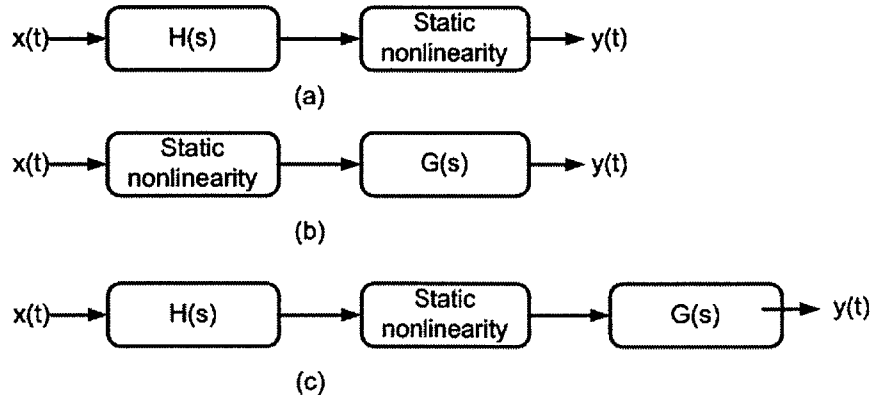 x(t) H(s) Static nonlinearity y(t)
(a)
x(t) Static nonlinearity G(s) y(t)
(b)
x(t) H(s) Static nonlinearity G(s) y(t)
(c)